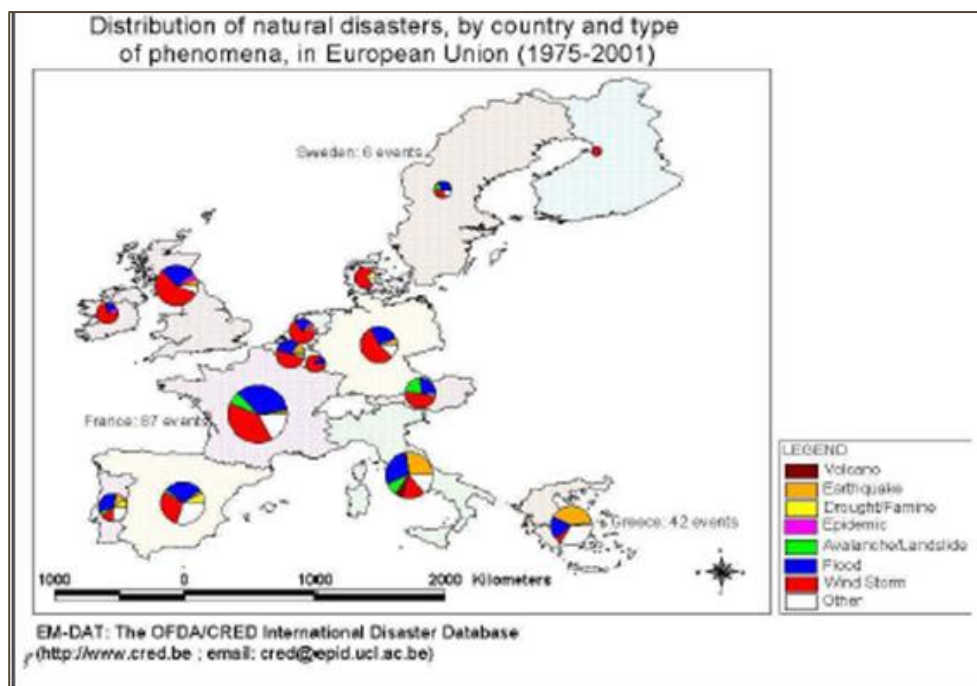 Distribution of natural disasters, by country and type
of phenomena, in European Union (1975-2001)
Sweden: 6 events
France: 87 events
Greece: 42 events
LEGEND
Volcano
Earthquake
Drought/Famine
Epidemic
Avalanche/Landslide
Flood
Wind Storm
Other
1000 0 1000 2000 Kilometers
EM-DAT: The OFDA/CRED International Disaster Database
(http://www.cred.be ; email: cred@epid.ucl.ac.be)